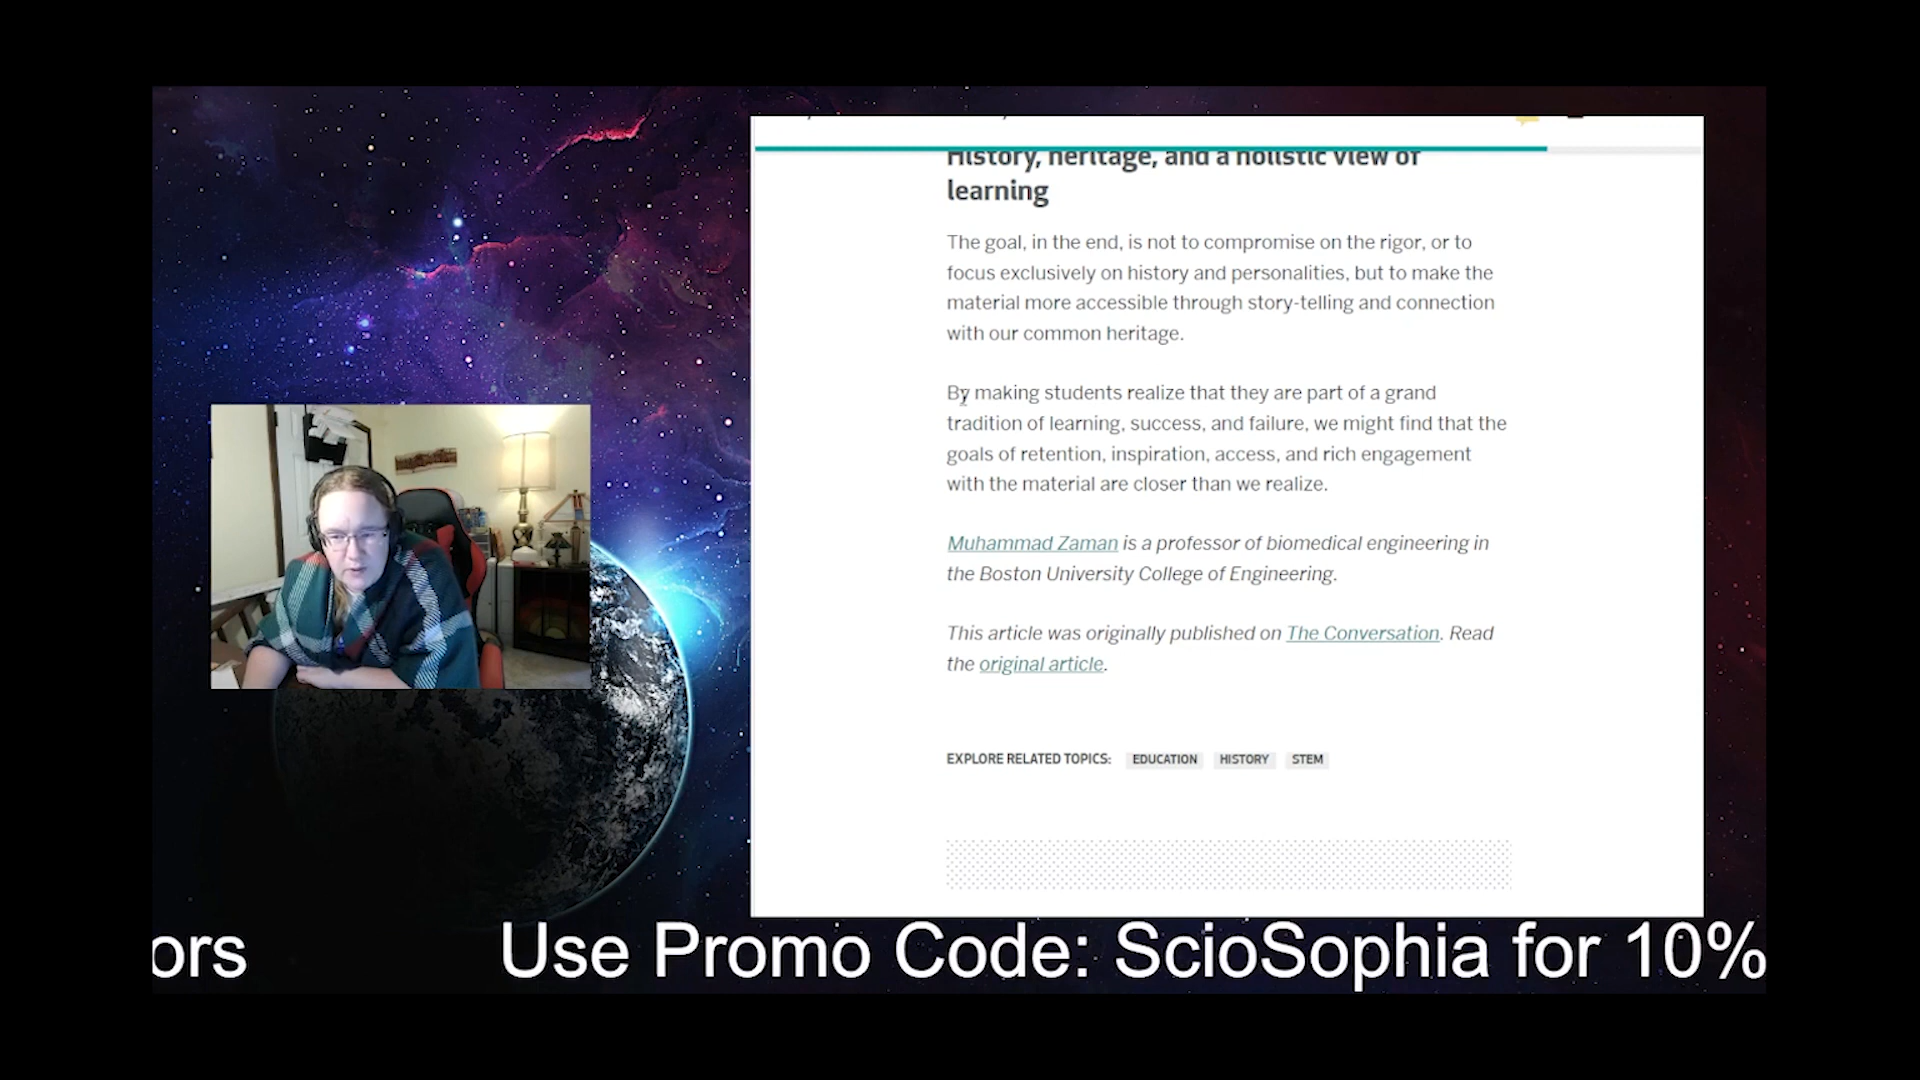 History, heritage, and a holistic view of
learning
The goal, in the end, is not to compromise on the rigor, or to
focus exclusively on history and personalities, but to make the
material more accessible through story-telling and connection
with our common heritage.
By making students realize that they are part of a grand
tradition of learning, success, and failure, we might find that the
goals of retention, inspiration, access, and rich engagement
with the material are closer than we realize.
Muhammad Zaman is a professor of biomedical engineering in
the Boston University College of Engineering.
This article was originally published on The Conversation. Read
the original article.
EXPLORE RELATED TOPICS: EDUCATION HISTORY STEM
ors Use Promo Code: ScioSophia for 10%